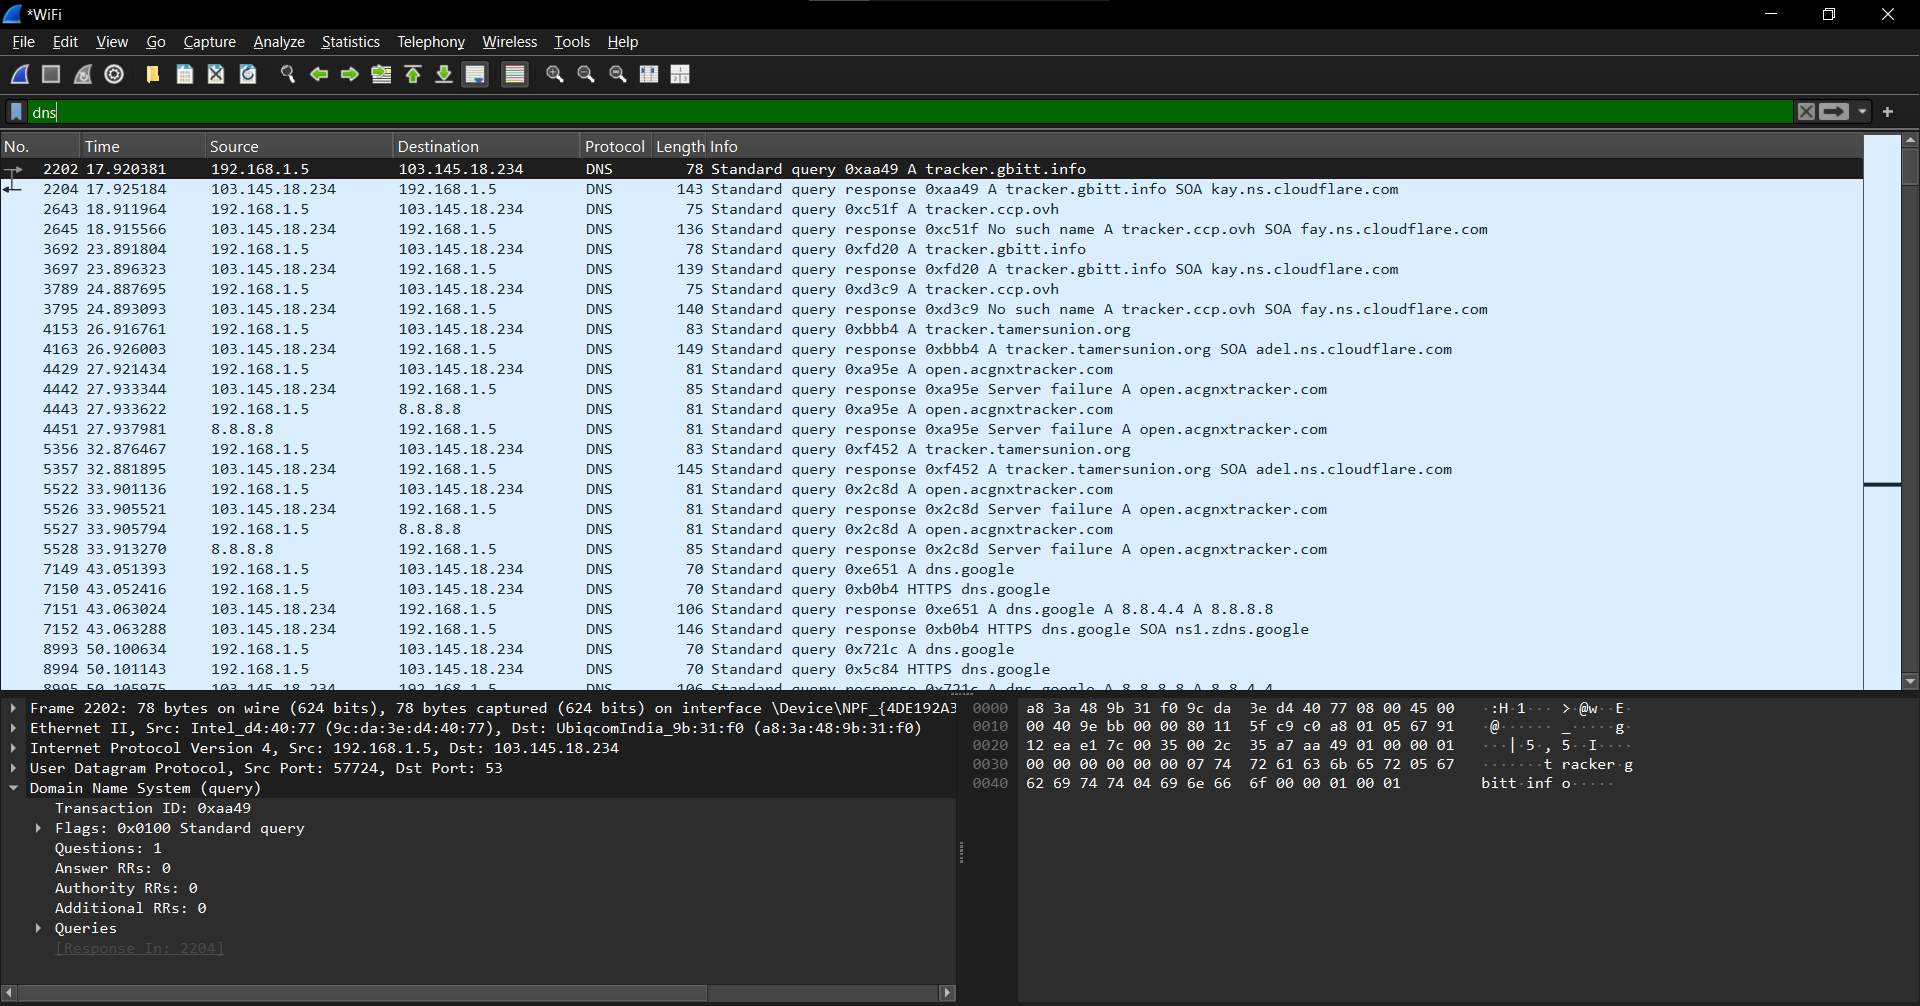 *WiFi
File Edit View Go Capture Analyze Statistics Telephony Wireless Tools Help
dns
No. Time Source Destination Protocol Length Info
2202 17.920381 192.168.1.5 103.145.18.234 DNS 78 Standard query 0xaa49 A tracker.gbitt.info
2204 17.925184 103.145.18.234 192.168.1.5 DNS 143 Standard query response 0xaa49 A tracker.gbitt.info SOA kay.ns.cloudflare.com
2643 18.911964 192.168.1.5 103.145.18.234 DNS 75 Standard query 0xc51f A tracker.ccp.ovh
2645 18.915566 103.145.18.234 192.168.1.5 DNS 136 Standard query response 0xc51f No such name A tracker.ccp.ovh SOA fay.ns.cloudflare.com
3692 23.891804 192.168.1.5 103.145.18.234 DNS 78 Standard query 0xfd20 A tracker.gbitt.info
3697 23.896323 103.145.18.234 192.168.1.5 DNS 139 Standard query response 0xfd20 A tracker.gbitt.info SOA kay.ns.cloudflare.com
3789 24.887695 192.168.1.5 103.145.18.234 DNS 75 Standard query 0xd3c9 A tracker.ccp.ovh
3795 24.893093 103.145.18.234 192.168.1.5 DNS 140 Standard query response 0xd3c9 No such name A tracker.ccp.ovh SOA fay.ns.cloudflare.com
4153 26.916761 192.168.1.5 103.145.18.234 DNS 83 Standard query 0xbbb4 A tracker.tamersunion.org
4163 26.926003 103.145.18.234 192.168.1.5 DNS 149 Standard query response 0xbbb4 A tracker.tamersunion.org SOA adel.ns.cloudflare.com
4429 27.921434 192.168.1.5 103.145.18.234 DNS 81 Standard query 0xa95e A open.acgnxtracker.com
4442 27.933344 103.145.18.234 192.168.1.5 DNS 85 Standard query response 0xa95e Server failure A open.acgnxtracker.com
4443 27.933622 192.168.1.5 8.8.8.8 DNS 81 Standard query 0xa95e A open.acgnxtracker.com
4451 27.937981 8.8.8.8 192.168.1.5 DNS 81 Standard query response 0xa95e Server failure A open.acgnxtracker.com
5356 32.876467 192.168.1.5 103.145.18.234 DNS 83 Standard query 0xf452 A tracker.tamersunion.org
5357 32.881895 103.145.18.234 192.168.1.5 DNS 145 Standard query response 0xf452 A tracker.tamersunion.org SOA adel.ns.cloudflare.com
5522 33.901136 192.168.1.5 103.145.18.234 DNS 81 Standard query 0x2c8d A open.acgnxtracker.com
5526 33.905521 103.145.18.234 192.168.1.5 DNS 81 Standard query response 0x2c8d Server failure A open.acgnxtracker.com
5527 33.905794 192.168.1.5 8.8.8.8 DNS 81 Standard query 0x2c8d A open.acgnxtracker.com
5528 33.913270 8.8.8.8 192.168.1.5 DNS 85 Standard query response 0x2c8d Server failure A open.acgnxtracker.com
7149 43.051393 192.168.1.5 103.145.18.234 DNS 70 Standard query 0xe651 A dns.google
7150 43.052416 192.168.1.5 103.145.18.234 DNS 70 Standard query 0xb0b4 HTTPS dns.google
7151 43.063024 103.145.18.234 192.168.1.5 DNS 106 Standard query response 0xe651 A dns.google A 8.8.4.4 A 8.8.8.8
7152 43.063288 103.145.18.234 192.168.1.5 DNS 146 Standard query response 0xb0b4 HTTPS dns.google SOA ns1.zdns.google
8993 50.100634 192.168.1.5 103.145.18.234 DNS 70 Standard query 0x721c A dns.google
8994 50.101143 192.168.1.5 103.145.18.234 DNS 70 Standard query 0x5c84 HTTPS dns.google
8995 50.105975 103.145.18.234 192.168.1.5 DNS 106 Standard query response 0x721c A dns.google A 8.8.8.8 A 8.8.4.4
Frame 2202: 78 bytes on wire (624 bits), 78 bytes captured (624 bits) on interface \Device\NPF_{4DE192A3
Ethernet II, Src: Intel_d4:40:77 (9c:da:3e:d4:40:77), Dst: UbiqcomIndia_9b:31:f0 (a8:3a:48:9b:31:f0)
Internet Protocol Version 4, Src: 192.168.1.5, Dst: 103.145.18.234
User Datagram Protocol, Src Port: 57724, Dst Port: 53
Domain Name System (query)
Transaction ID: 0xaa49
Flags: 0x0100 Standard query
Questions: 1
Answer RRs: 0
Authority RRs: 0
Additional RRs: 0
Queries
[Response In: 2204]
0000 a8 3a 48 9b 31 f0 9c da 3e d4 40 77 08 00 45 00 ·:H·1··· >·@w··E·
0010 00 40 9e bb 00 00 80 11 5f c9 c0 a8 01 05 67 91 ·@······ _·····g·
0020 12 ea e1 7c 00 35 00 2c 35 a7 aa 49 01 00 00 01 ···|·5·, 5··I····
0030 00 00 00 00 00 00 07 74 72 61 63 6b 65 72 05 67 ·······t racker·g
0040 62 69 74 74 04 69 6e 66 6f 00 00 01 00 01 bitt·inf o·····